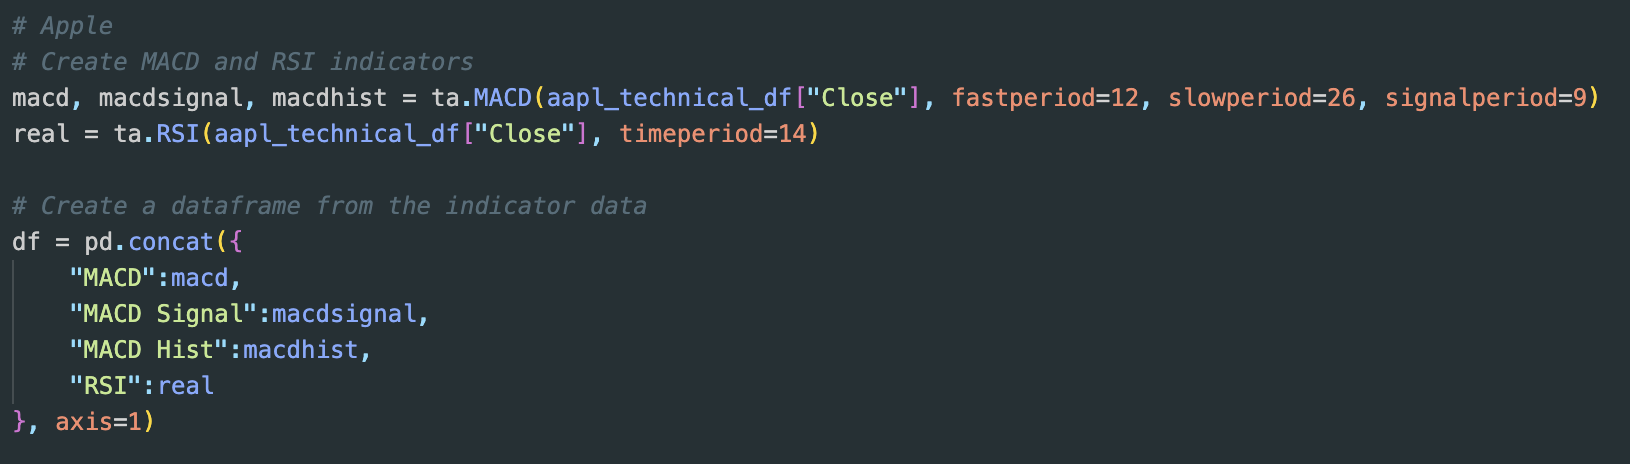 # Apple
# Create MACD and RSI indicators
macd, macdsignal, macdhist = ta.MACD(aapl_technical_df["Close"], fastperiod=12, slowperiod=26, signalperiod=9)
real = ta.RSI(aapl_technical_df["Close"], timeperiod=14)

# Create a dataframe from the indicator data
df = pd.concat({
    "MACD":macd,
    "MACD Signal":macdsignal,
    "MACD Hist":macdhist,
    "RSI":real
}, axis=1)